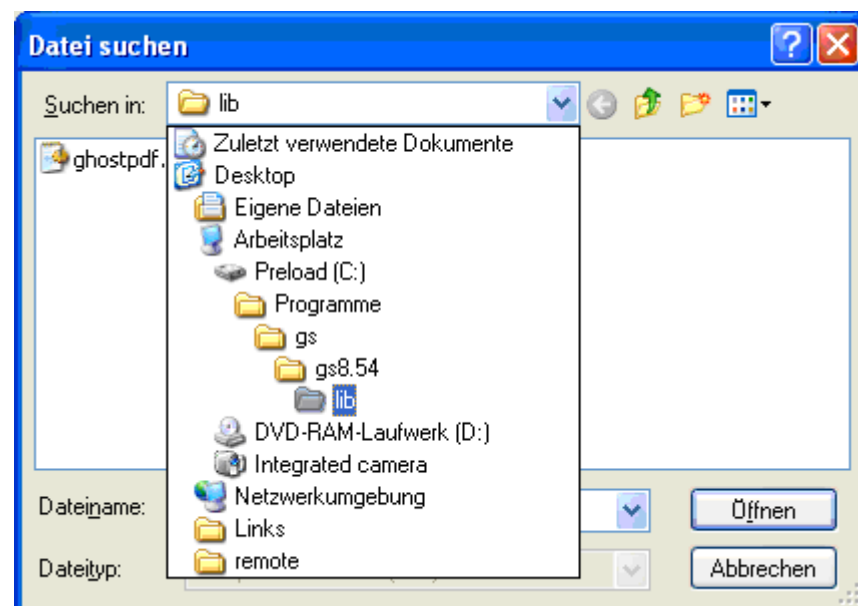 Datei suchen
Suchen in: lib
ghostpdf.
Zuletzt verwendete Dokumente
Desktop
Eigene Dateien
Arbeitsplatz
Preload (C:)
Programme
gs
gs8.54
lib
DVD-RAM-Laufwerk (D:)
Integrated camera
Netzwerkumgebung
Links
remote
Dateiname:
Öffnen
Dateityp:
Abbrechen